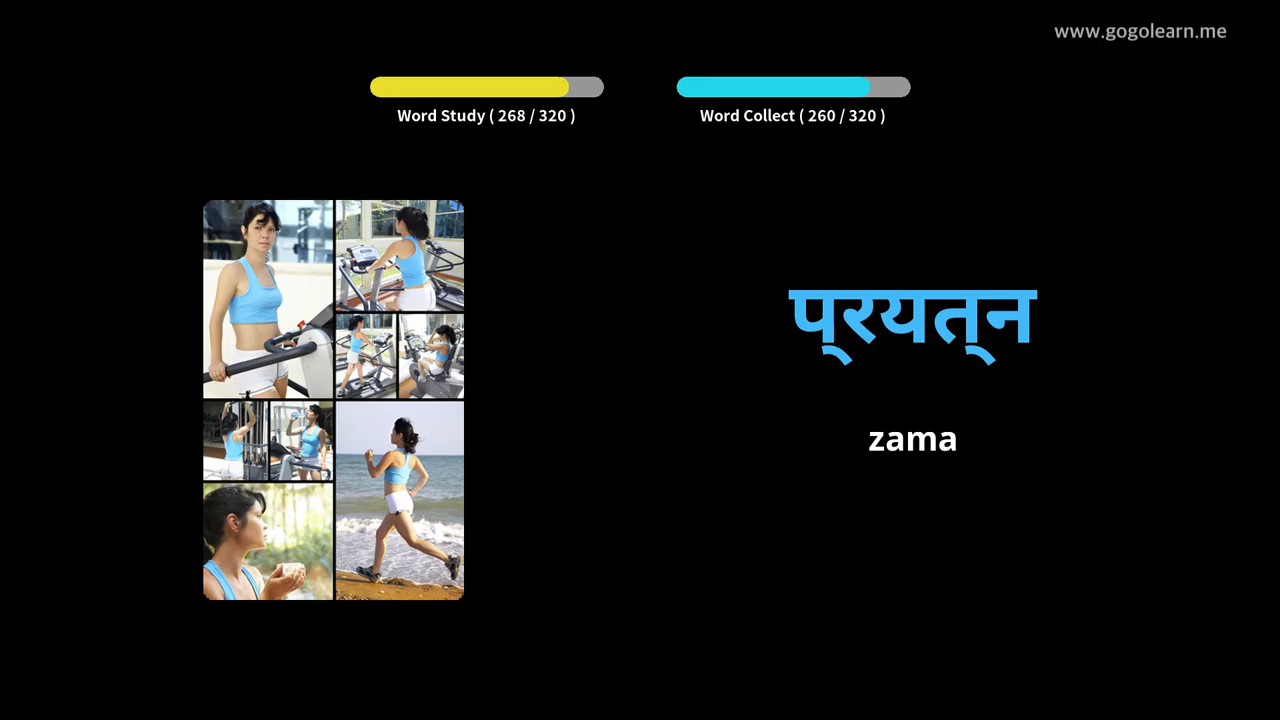 www.gogolearn.me
Word Study ( 268 / 320 )
Word Collect ( 260 / 320 )
प्‌रयत्‌न
zama